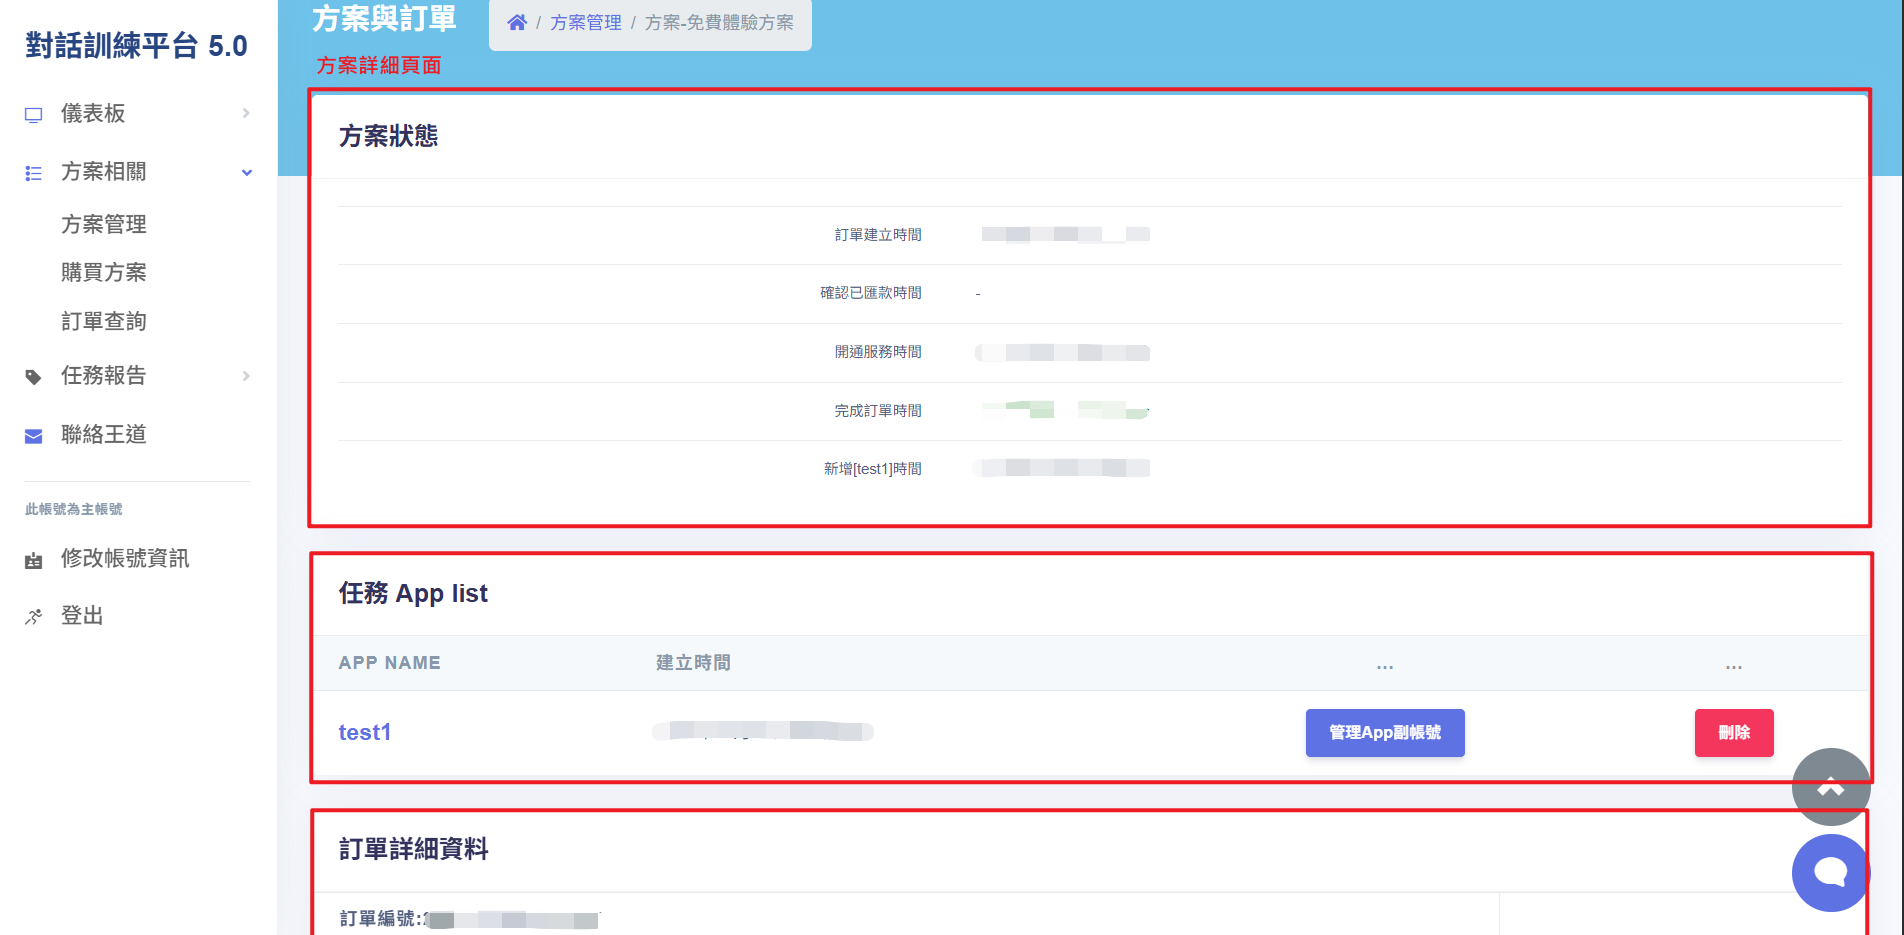 對話訓練平台 5.0
儀表板
方案相關
方案管理
購買方案
訂單查詢
任務報告
聯絡王道
此帳號為主帳號
修改帳號資訊
登出
方案與訂單
/ 方案管理 / 方案-免費體驗方案
方案詳細頁面
方案狀態
訂單建立時間
確認已匯款時間 -
開通服務時間
完成訂單時間
新增[test1]時間
任務 App list
APP NAME 建立時間 ... ...
test1 管理App副帳號 刪除
訂單詳細資料
訂單編號: